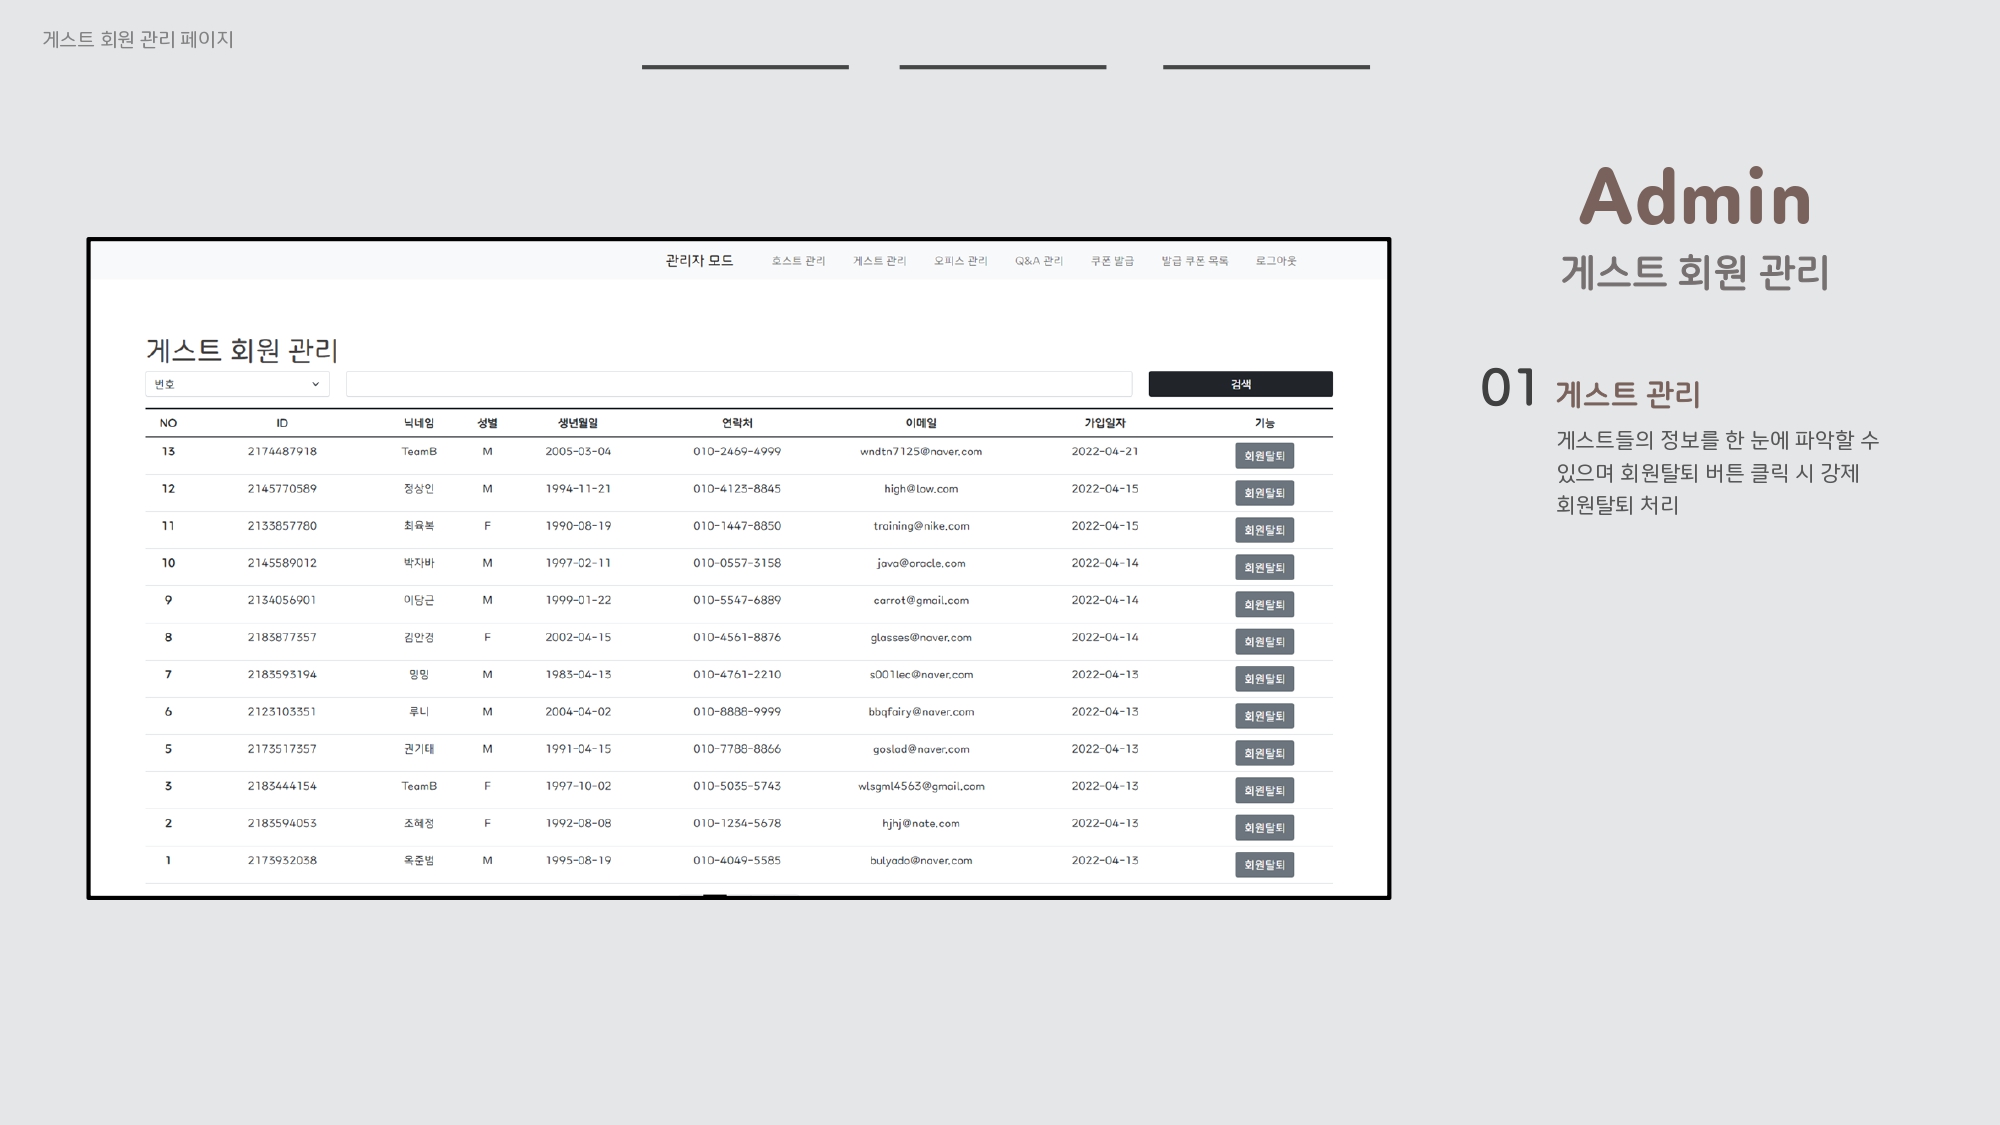 게스트 회원 관리 페이지
Admin
게스트 회원 관리
01 게스트 관리
게스트들의 정보를 한 눈에 파악할 수
있으며 회원탈퇴 버튼 클릭 시 강제
회원탈퇴 처리
관리자 모드 호스트 관리 게스트 관리 오피스 관리 Q&A 관리 쿠폰 발급 발급 쿠폰 목록 로그아웃
게스트 회원 관리
번호 검색
NO ID 닉네임 성별 생년월일 연락처 이메일 가입일자 기능
13 2174487918 TeamB M 2005-03-04 010-2469-4999 wndtn7125@naver.com 2022-04-21 회원탈퇴
12 2145770589 정상인 M 1994-11-21 010-4123-8845 high@low.com 2022-04-15 회원탈퇴
11 2133857780 최육복 F 1990-08-19 010-1447-8850 training@nike.com 2022-04-15 회원탈퇴
10 2145589012 박자바 M 1997-02-11 010-0557-3158 java@oracle.com 2022-04-14 회원탈퇴
9 2134056901 이당근 M 1999-01-22 010-5547-6889 carrot@gmail.com 2022-04-14 회원탈퇴
8 2183877357 김안경 F 2002-04-15 010-4561-8876 glasses@naver.com 2022-04-14 회원탈퇴
7 2183593194 밍밍 M 1983-04-13 010-4761-2210 s001lec@naver.com 2022-04-13 회원탈퇴
6 2123103351 루니 M 2004-04-02 010-8888-9999 bbqfairy@naver.com 2022-04-13 회원탈퇴
5 2173517357 권기태 M 1991-04-15 010-7788-8866 goslad@naver.com 2022-04-13 회원탈퇴
3 2183444154 TeamB F 1997-10-02 010-5035-5743 wlsgml4563@gmail.com 2022-04-13 회원탈퇴
2 2183594053 조혜정 F 1992-08-08 010-1234-5678 hjhj@nate.com 2022-04-13 회원탈퇴
1 2173932038 옥준범 M 1995-08-19 010-4049-5585 bulyado@naver.com 2022-04-13 회원탈퇴